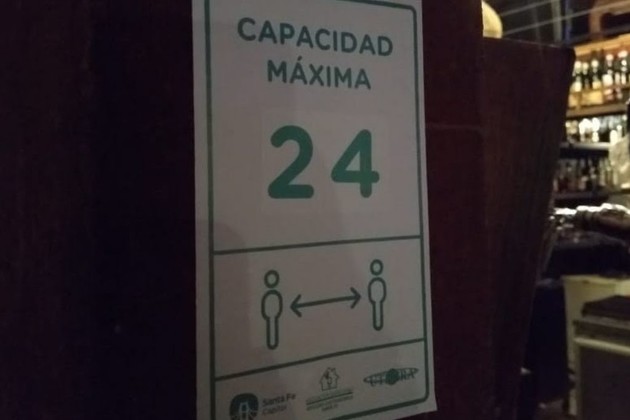 CAPACIDAD
MÁXIMA
24
Santa Fe
Capital